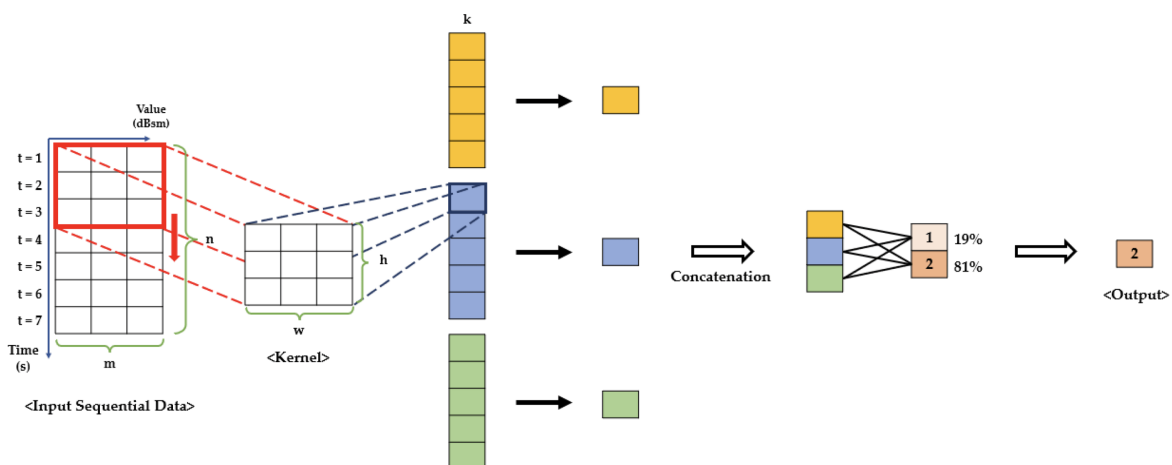 k
Value
(dBsm)
t = 1
t = 2
t = 3
t = 4
t = 5
t = 6
t = 7
Time
(s)
n
m
<Input Sequential Data>
h
w
<Kernel>
Concatenation
1 19%
2 81%
2
<Output>